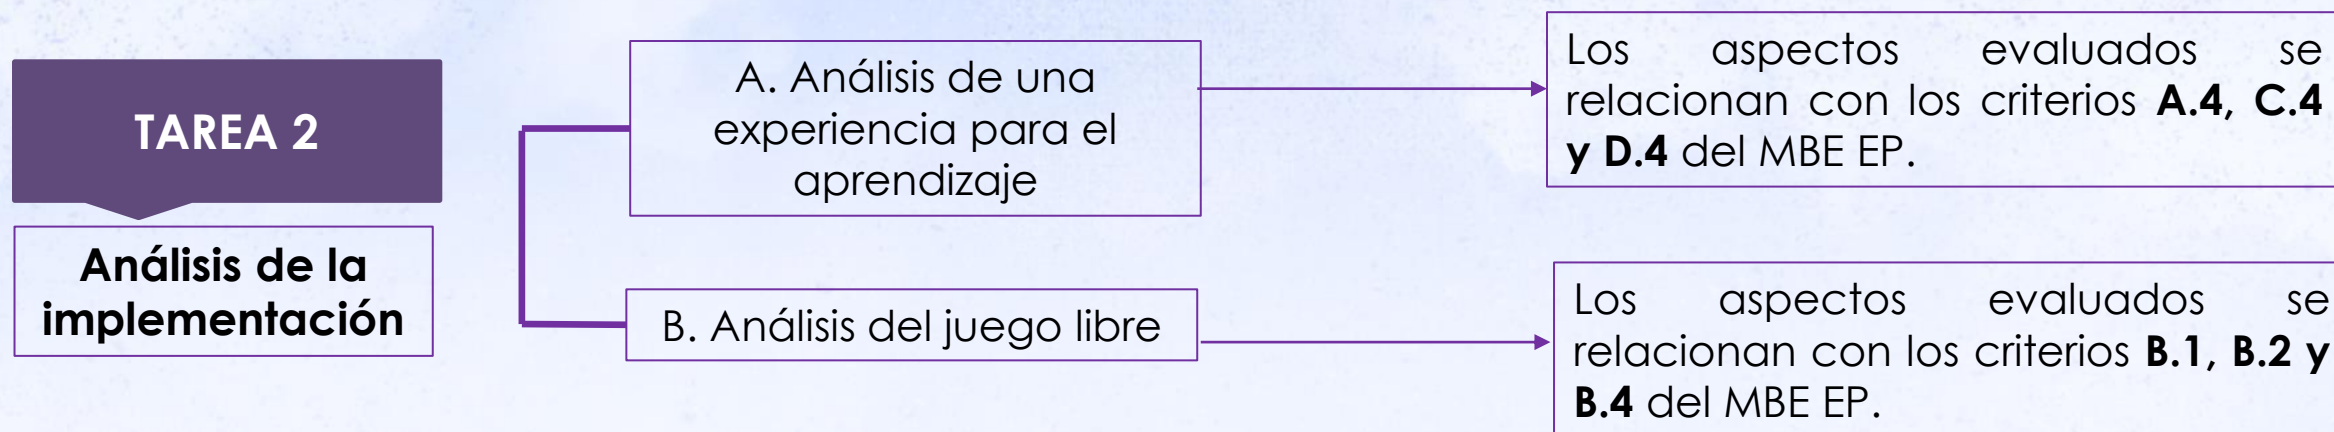 TAREA 2
Análisis de la
implementación
A. Análisis de una
experiencia para el
aprendizaje
Los aspectos evaluados se
relacionan con los criterios A.4, C.4
y D.4 del MBE EP.
B. Análisis del juego libre
Los aspectos evaluados se
relacionan con los criterios B.1, B.2 y
B.4 del MBE EP.